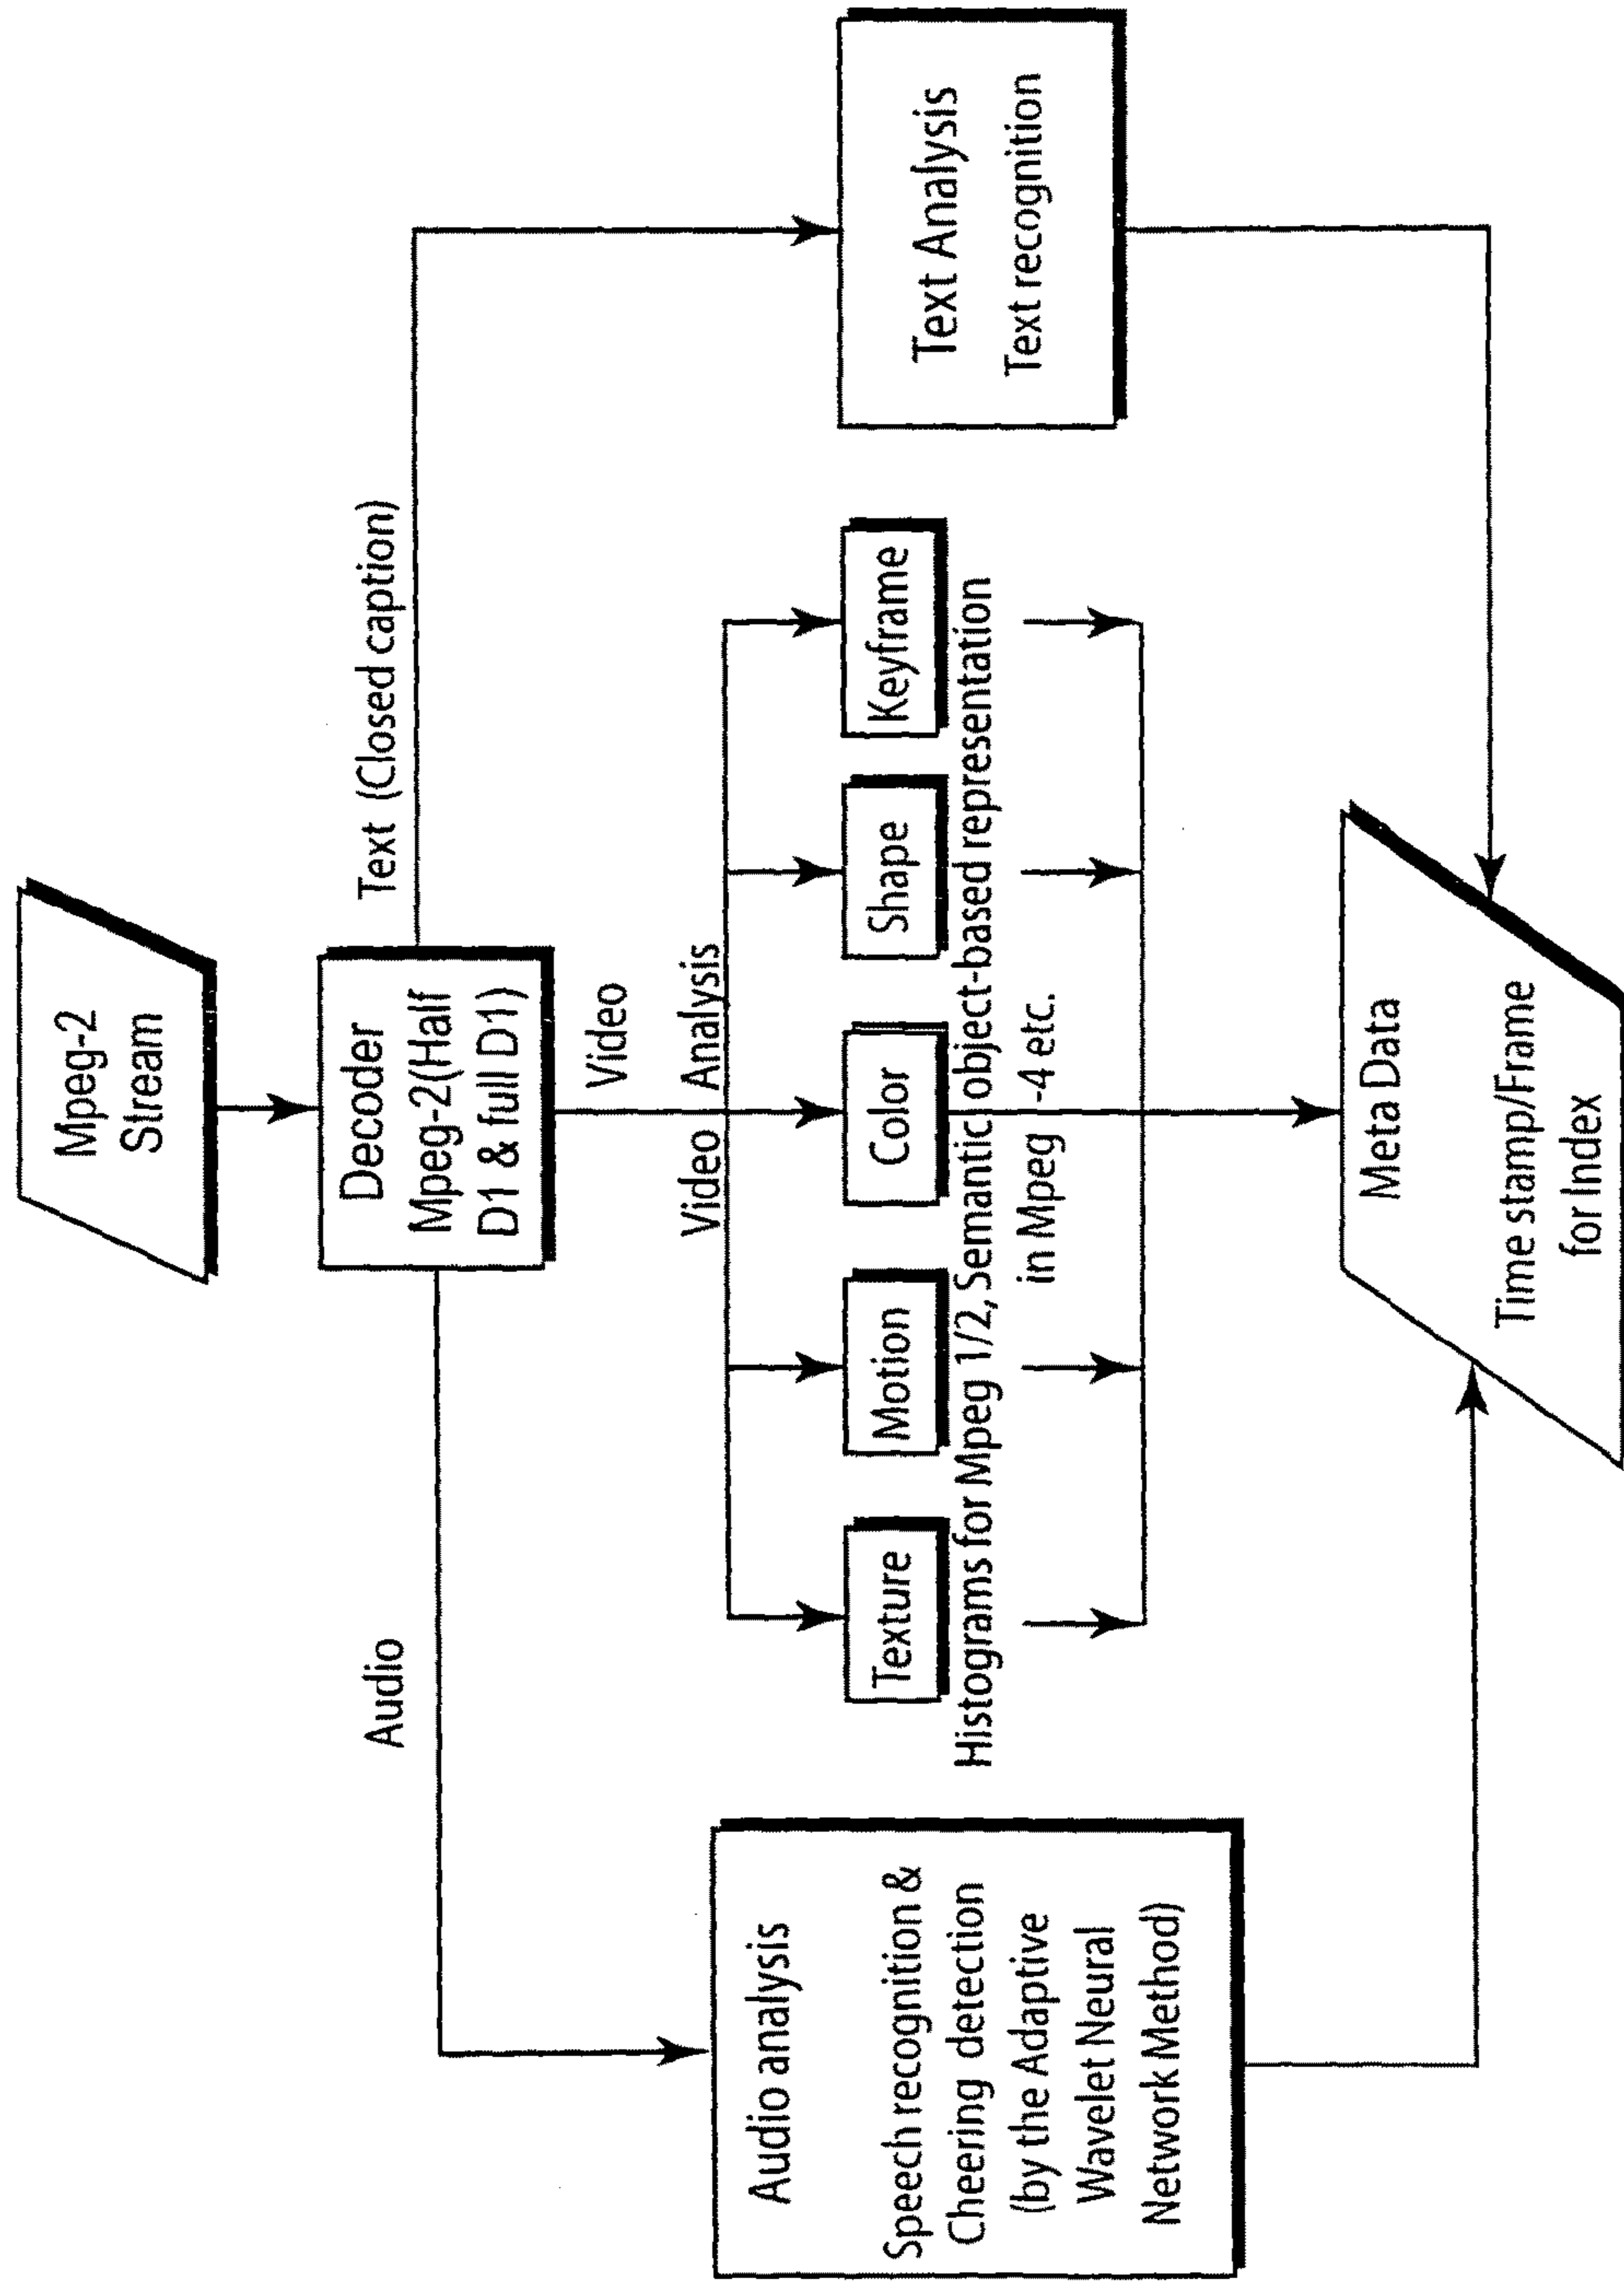 Mpeg-2
Stream
Decoder
Mpeg-2(Half
D1 & full D1)
Audio
Text (Closed caption)
Video
Video Analysis
Audio analysis
Speech recognition &
Cheering detection
(by the Adaptive
Wavelet Neural
Network Method)
Texture
Motion
Color
Shape
Keyframe
Histograms for Mpeg 1/2, Semantic object-based representation
in Mpeg -4 etc.
Text Analysis
Text recognition
Meta Data
Time stamp/Frame
for Index